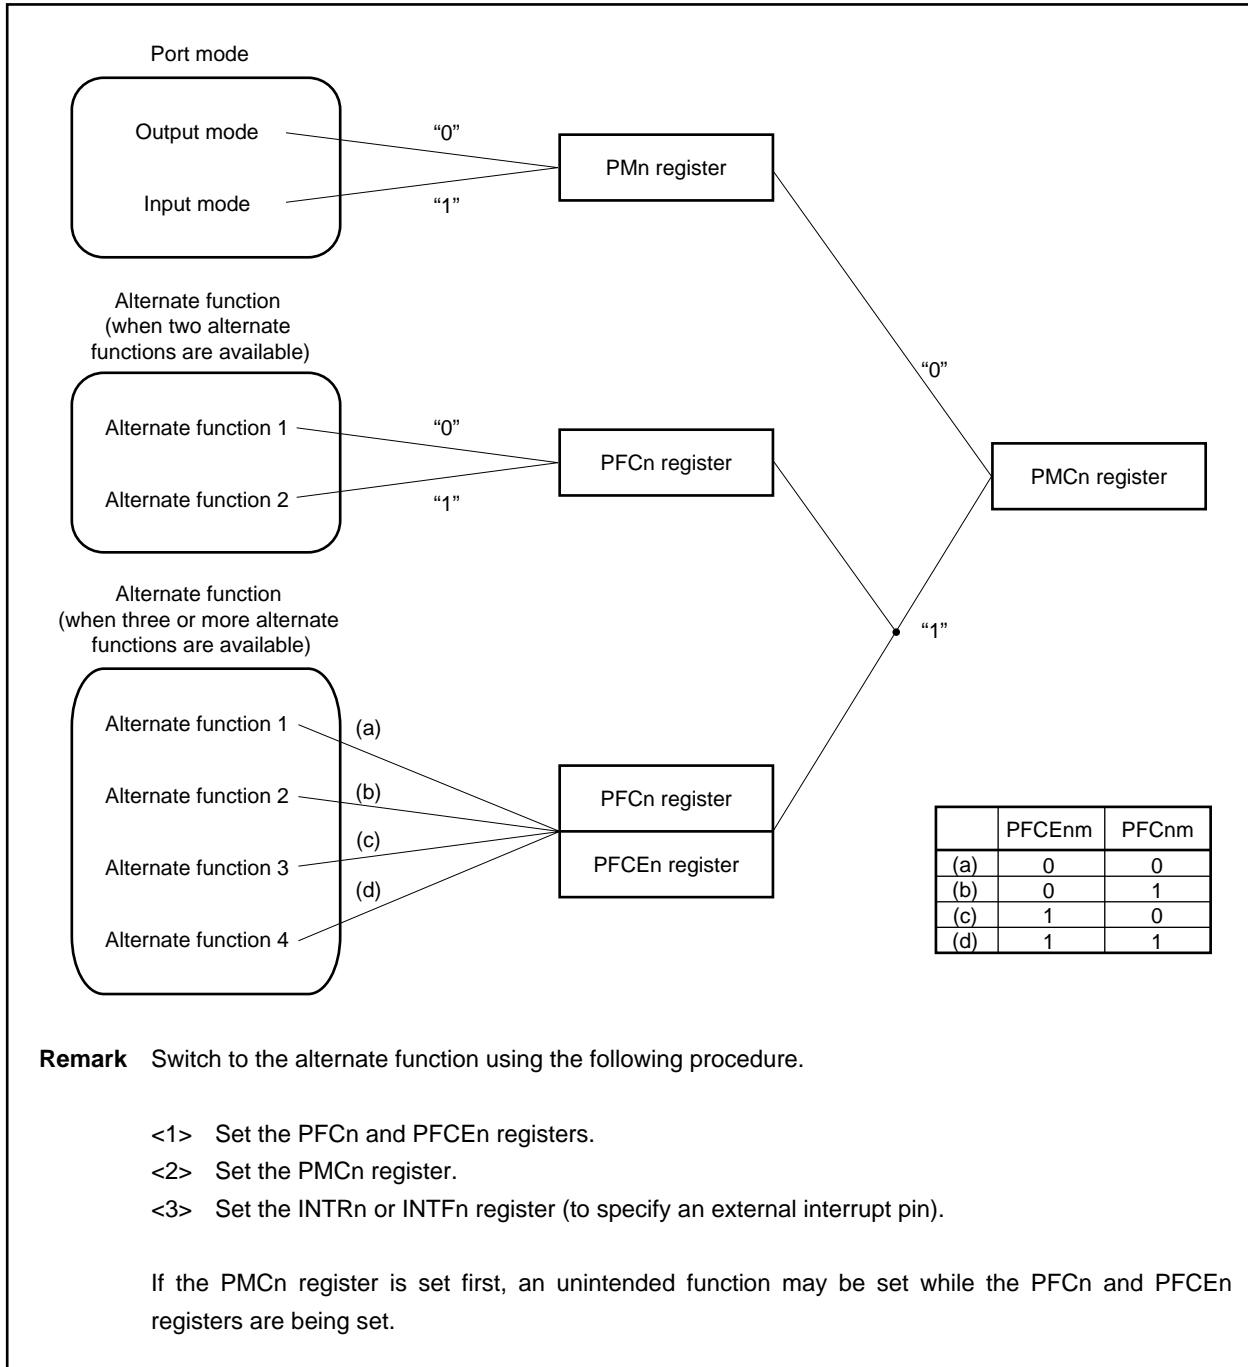 Port mode
Output mode
“0”
PMn register
Input mode
“1”
Alternate function
(when two alternate
functions are available)
“0”
Alternate function 1
“0”
PFCn register
PMCn register
Alternate function 2
“1”
Alternate function
(when three or more alternate
functions are available)
“1”
Alternate function 1
(a)
Alternate function 2
(b)
PFCn register
(c)
Alternate function 3
PFCEn register
(d)
Alternate function 4
PFCEnm PFCnm
(a) 0 0
(b) 0 1
(c) 1 0
(d) 1 1
Remark Switch to the alternate function using the following procedure.
<1> Set the PFCn and PFCEn registers.
<2> Set the PMCn register.
<3> Set the INTRn or INTFn register (to specify an external interrupt pin).
If the PMCn register is set first, an unintended function may be set while the PFCn and PFCEn
registers are being set.